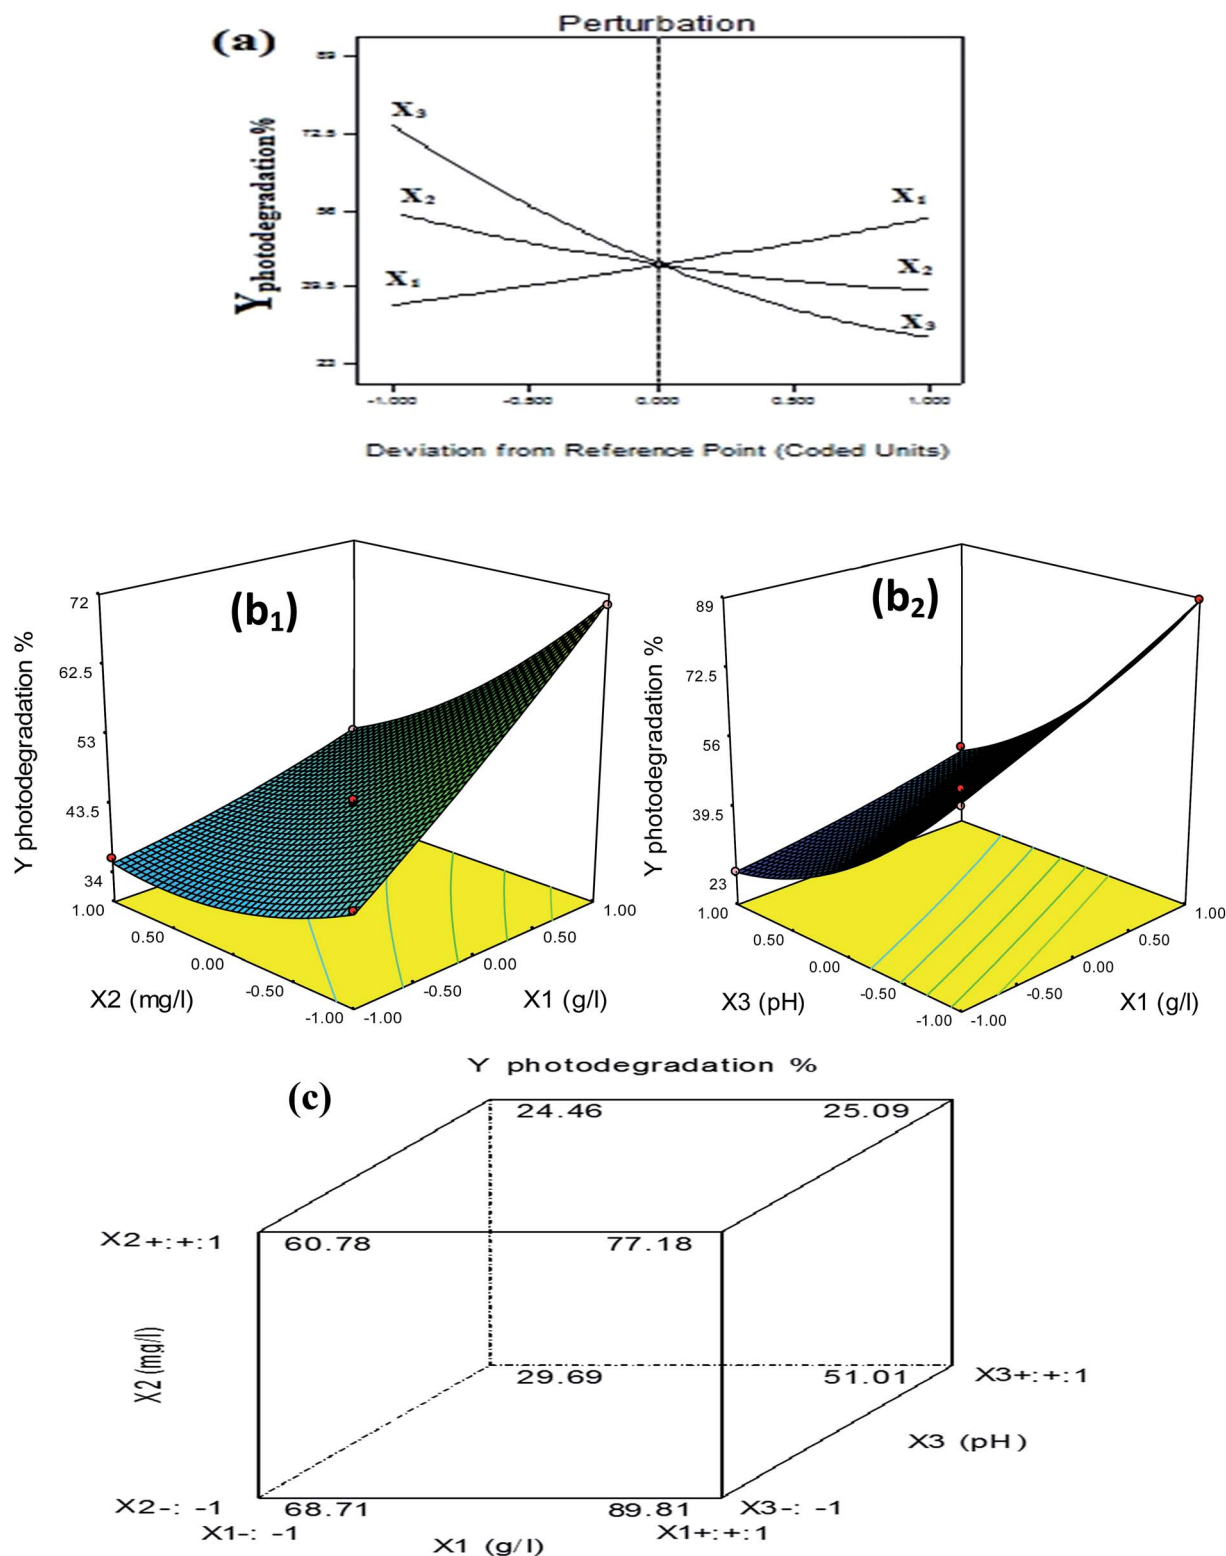 (a)
Perturbation
89
72.5
56
39.5
23
Y photodegradation%
X₃
X₂
X₁
X₁
X₂
X₃
-1.000 -0.500 0.000 0.500 1.000
Deviation from Reference Point (Coded Units)
(b₁)
72
62.5
53
43.5
34
Y photodegradation %
1.00 0.50 0.00 -0.50 -1.00
X2 (mg/l)
-1.00 -0.50 0.00 0.50 1.00
X1 (g/l)
(b₂)
89
72.5
56
39.5
23
Y photodegradation %
1.00 0.50 0.00 -0.50 -1.00
X3 (pH)
-1.00 -0.50 0.00 0.50 1.00
X1 (g/l)
Y photodegradation %
(c)
24.46 25.09
X2+:+:1 60.78 77.18
X2 (mg/l)
29.69 51.01 X3+:+:1
X3 (pH)
X2-: -1 68.71 89.81 X3-: -1
X1-: -1 X1 (g/l) X1+:+:1